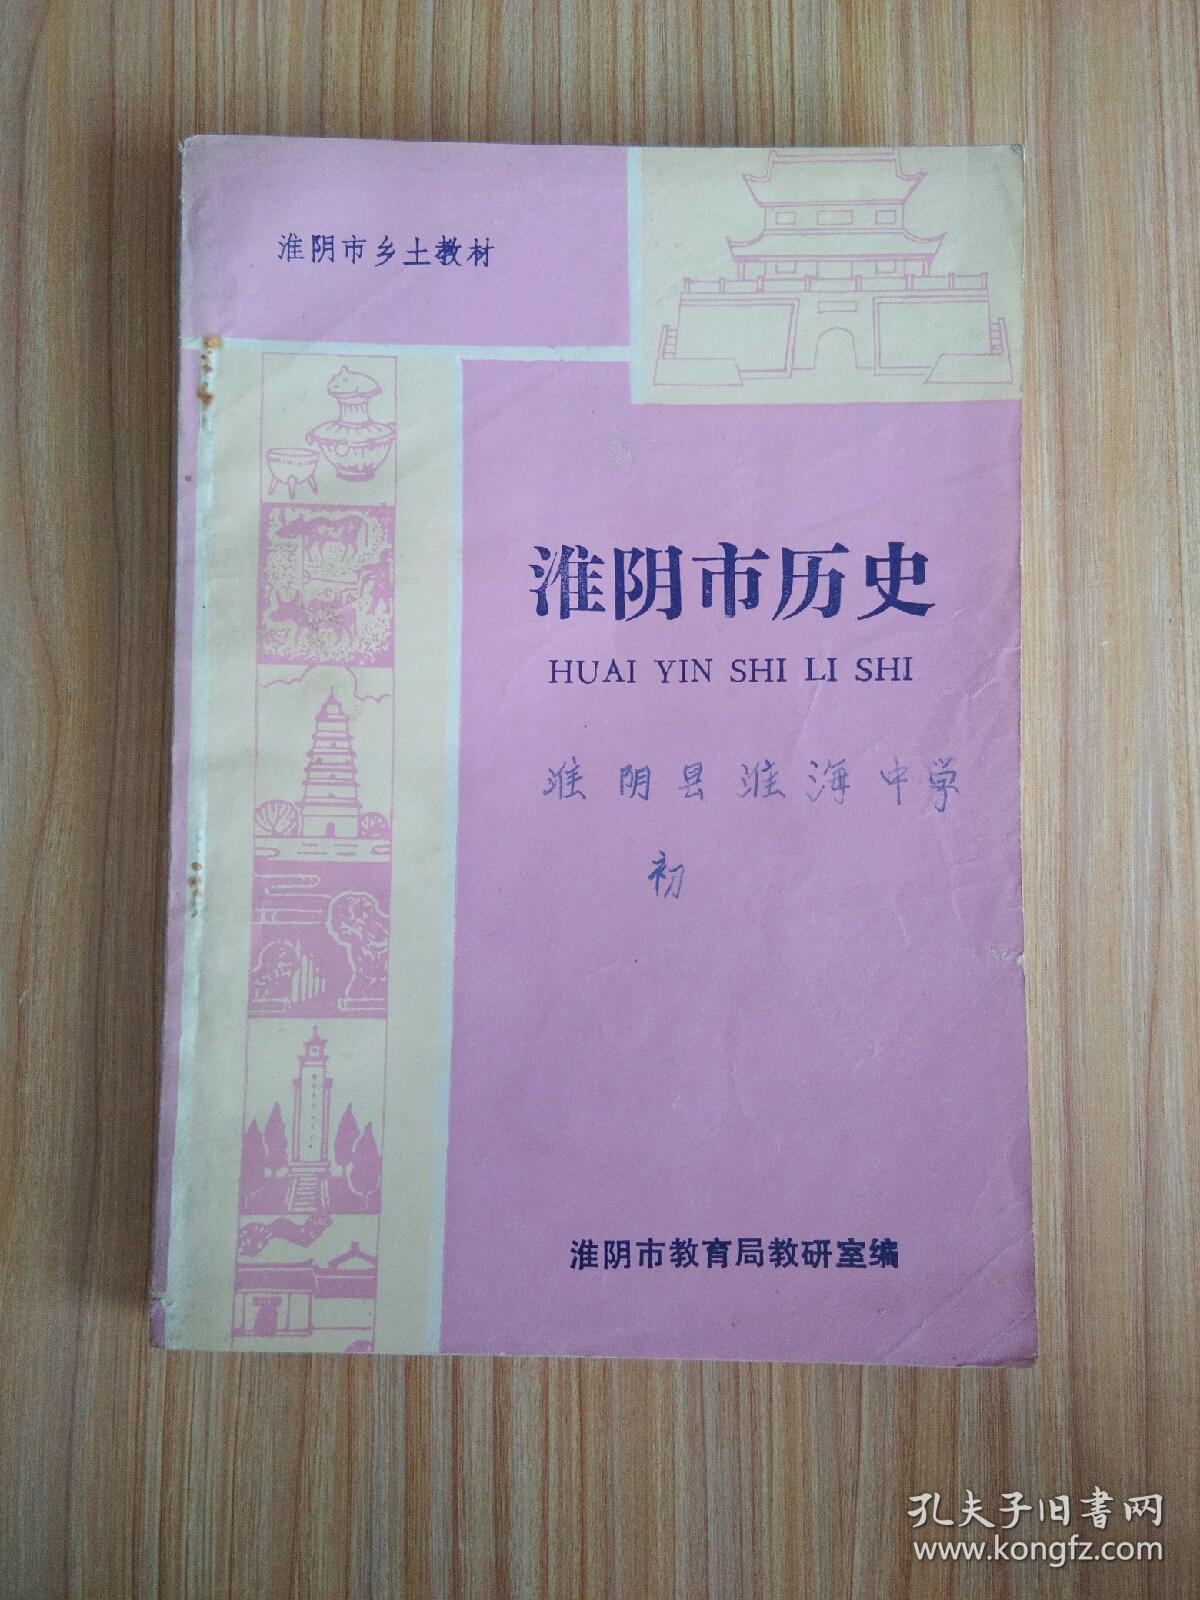 淮阴市乡土教材
淮阴市历史
HUAI YIN SHI LI SHI
淮阴县淮海中学
初
淮阴市教育局教研室编
孔夫子旧書网
www.kongfz.com